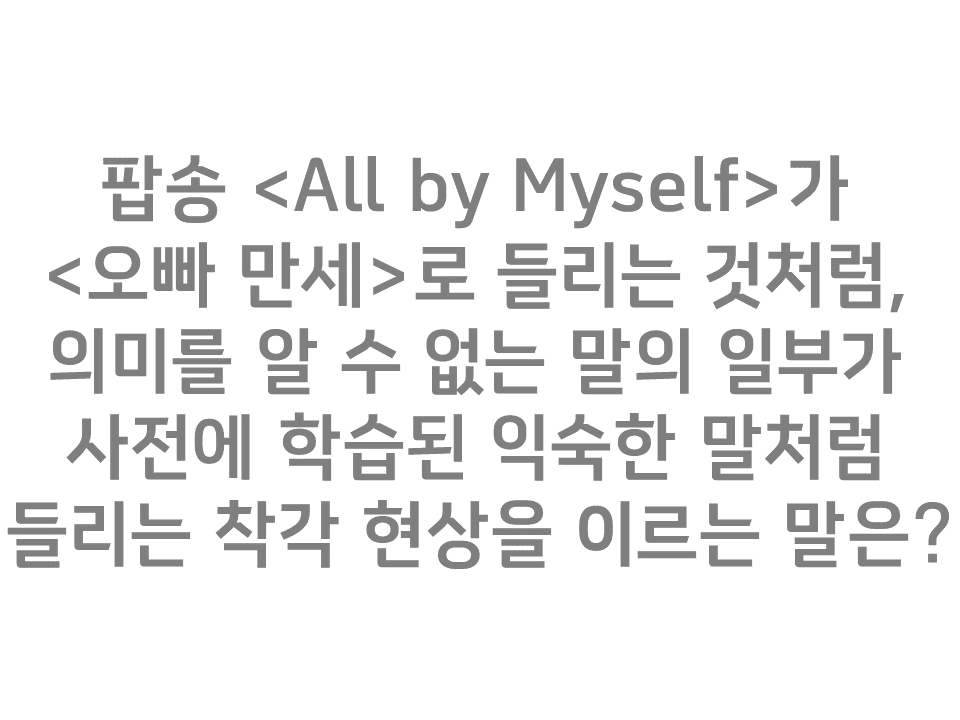 팝송 <All by Myself>가
<오빠 만세>로 들리는 것처럼,
의미를 알 수 없는 말의 일부가
사전에 학습된 익숙한 말처럼
들리는 착각 현상을 이르는 말은?